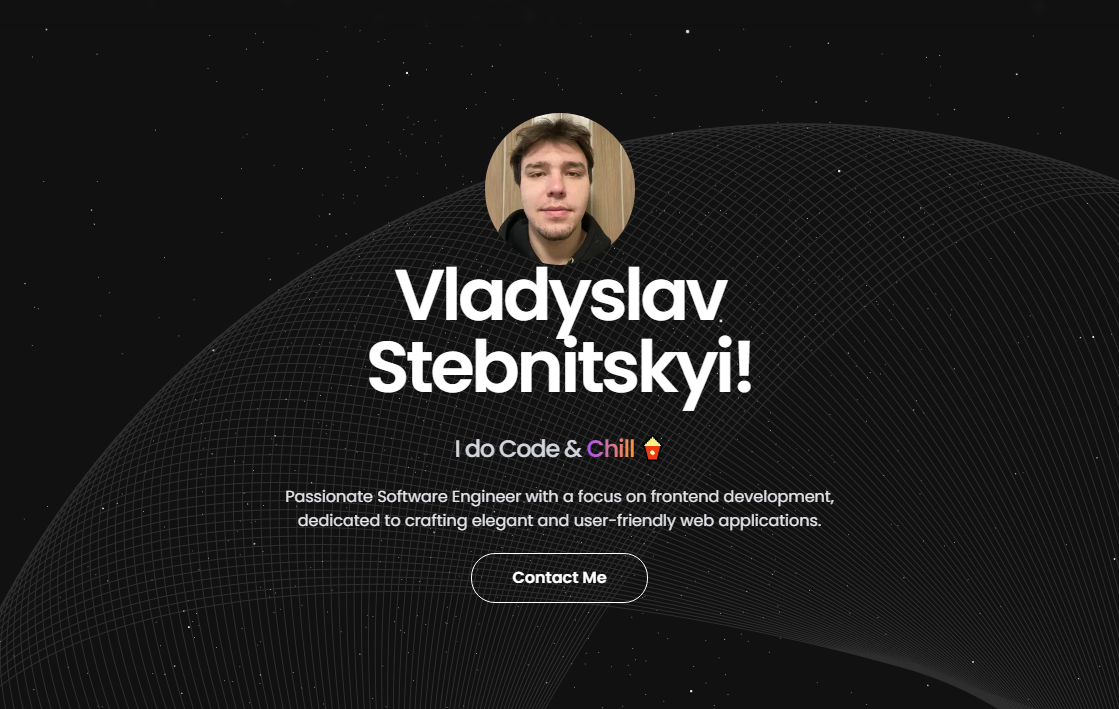 Vladyslav
Stebnitskyi!
I do Code & Chill 🍿
Passionate Software Engineer with a focus on frontend development,
dedicated to crafting elegant and user-friendly web applications.
Contact Me